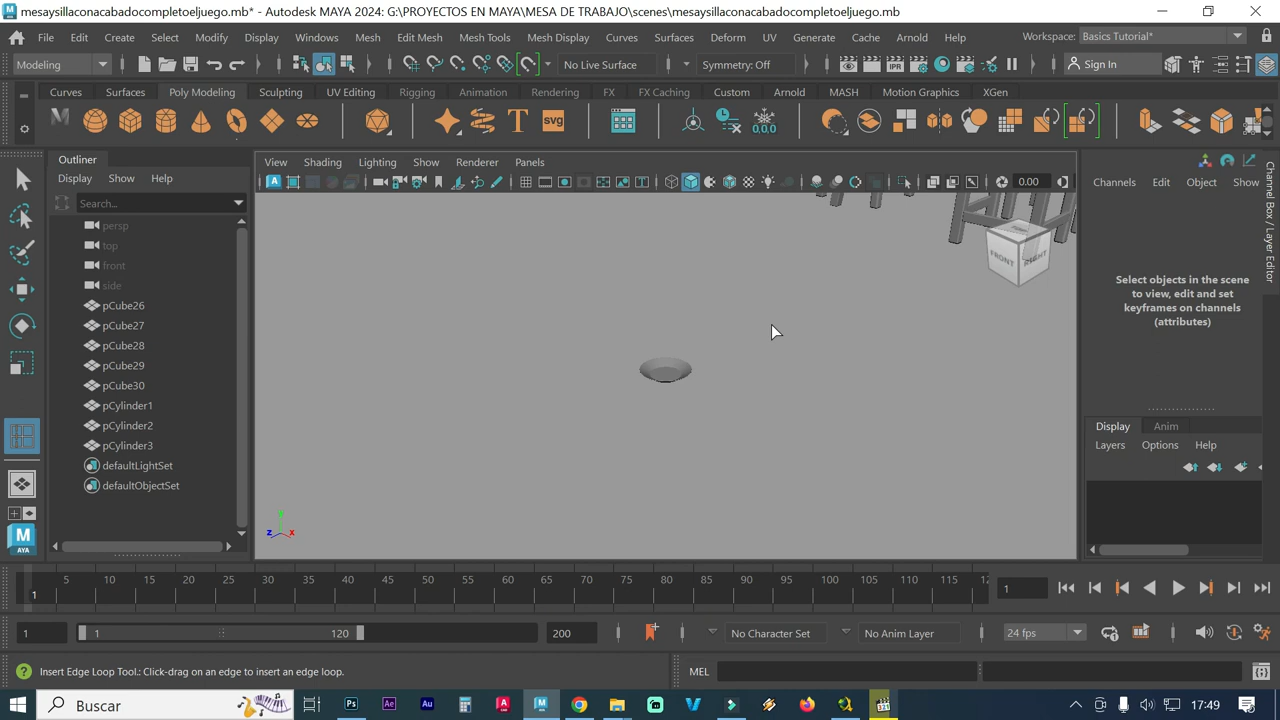 mesaysillaconacabadocompletoeljuego.mb* - Autodesk MAYA 2024: G:\PROYECTOS EN MAYA\MESA DE TRABAJO\scenes\mesaysillaconacabadocompletoeljuego.mb
File Edit Create Select Modify Display Windows Mesh Edit Mesh Mesh Tools Mesh Display Curves Surfaces Deform UV Generate Cache Arnold Help Workspace: Basics Tutorial*
Modeling No Live Surface Symmetry: Off Sign In
Curves Surfaces Poly Modeling Sculpting UV Editing Rigging Animation Rendering FX FX Caching Custom Arnold MASH Motion Graphics XGen
M T svg 0,0,0
Outliner
Display Show Help
Search...
persp
top
front
side
pCube26
pCube27
pCube28
pCube29
pCube30
pCylinder1
pCylinder2
pCylinder3
defaultLightSet
defaultObjectSet
View Shading Lighting Show Renderer Panels
0.00
FRONT RIGHT
y
z x
Channels Edit Object Show
Select objects in the scene
to view, edit and set
keyframes on channels
(attributes)
Channel Box / Layer Editor
Display Anim
Layers Options Help
M
AYA
5 10 15 20 25 30 35 40 45 50 55 60 65 70 75 80 85 90 95 100 105 110 115 12
1 1
1 1 120 200 No Character Set No Anim Layer 24 fps
Insert Edge Loop Tool: Click-drag on an edge to insert an edge loop. MEL
Buscar Ps Ae Au M 17:49